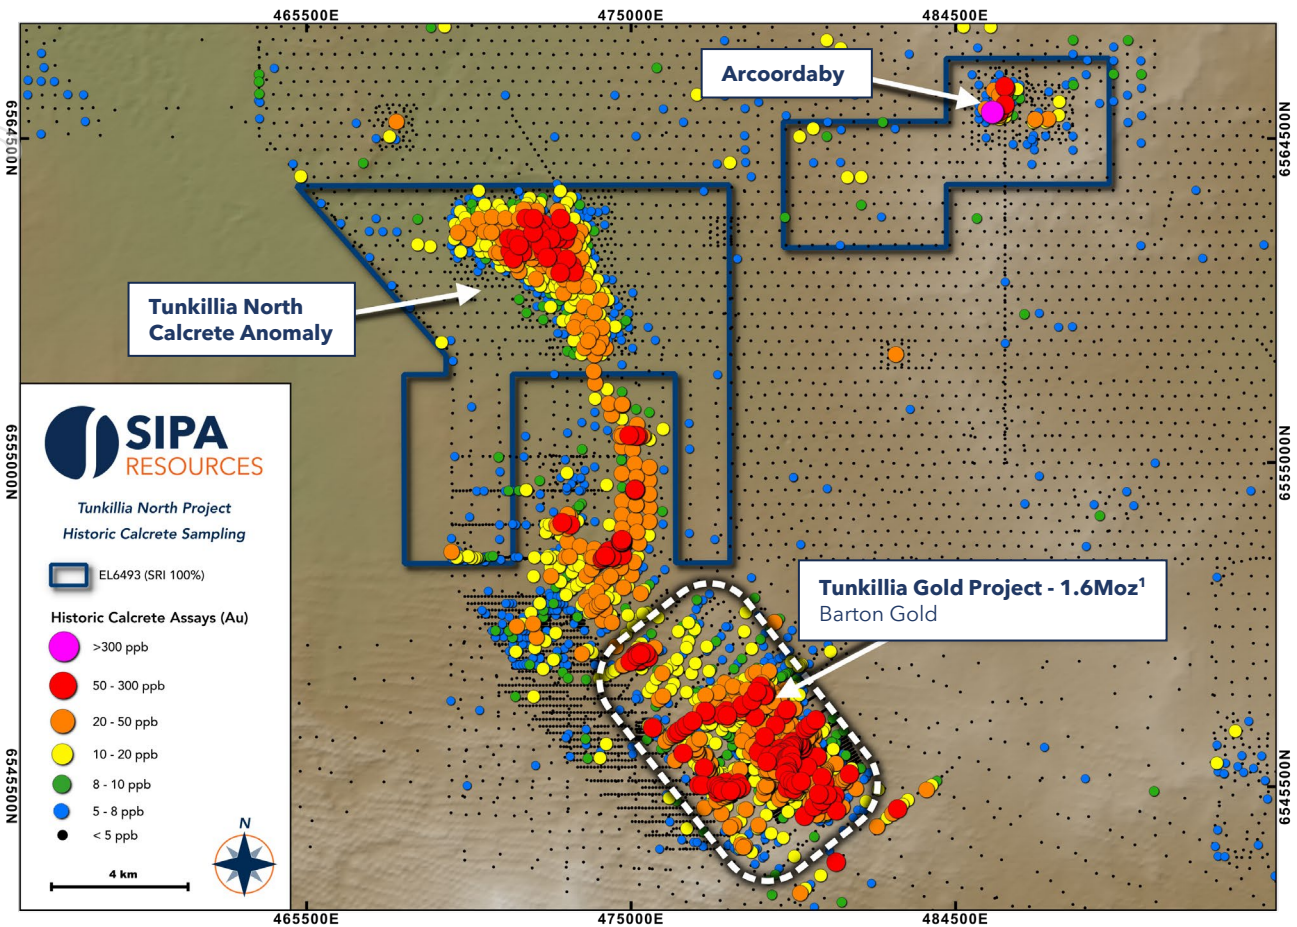 465500E
475000E
484500E
6564500N
6564500N
Arcoordaby
Tunkillia North
Calcrete Anomaly
SIPA
RESOURCES
Tunkillia North Project
Historic Calcrete Sampling
EL6493 (SRI 100%)
Historic Calcrete Assays (Au)
>300 ppb
50 - 300 ppb
20 - 50 ppb
10 - 20 ppb
8 - 10 ppb
5 - 8 ppb
< 5 ppb
N
4 km
6555000N
6555000N
Tunkillia Gold Project - 1.6Moz¹
Barton Gold
6545500N
6545500N
465500E
475000E
484500E